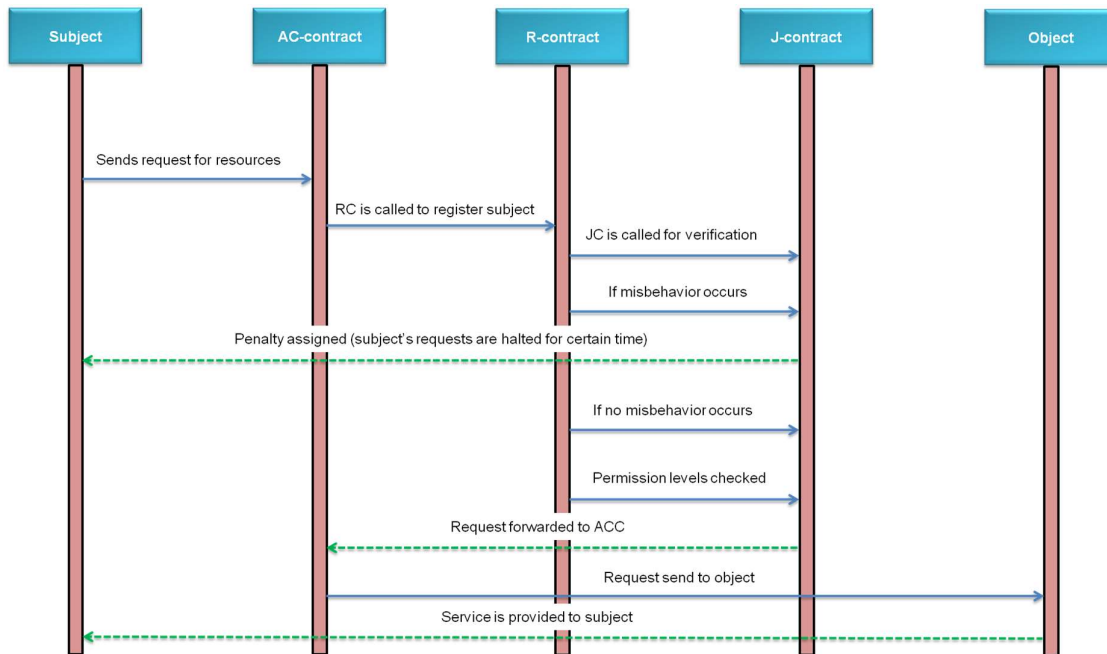 Subject
AC-contract
R-contract
J-contract
Object
Sends request for resources
RC is called to register subject
JC is called for verification
If misbehavior occurs
Penalty assigned (subject's requests are halted for certain time)
If no misbehavior occurs
Permission levels checked
Request forwarded to ACC
Request send to object
Service is provided to subject